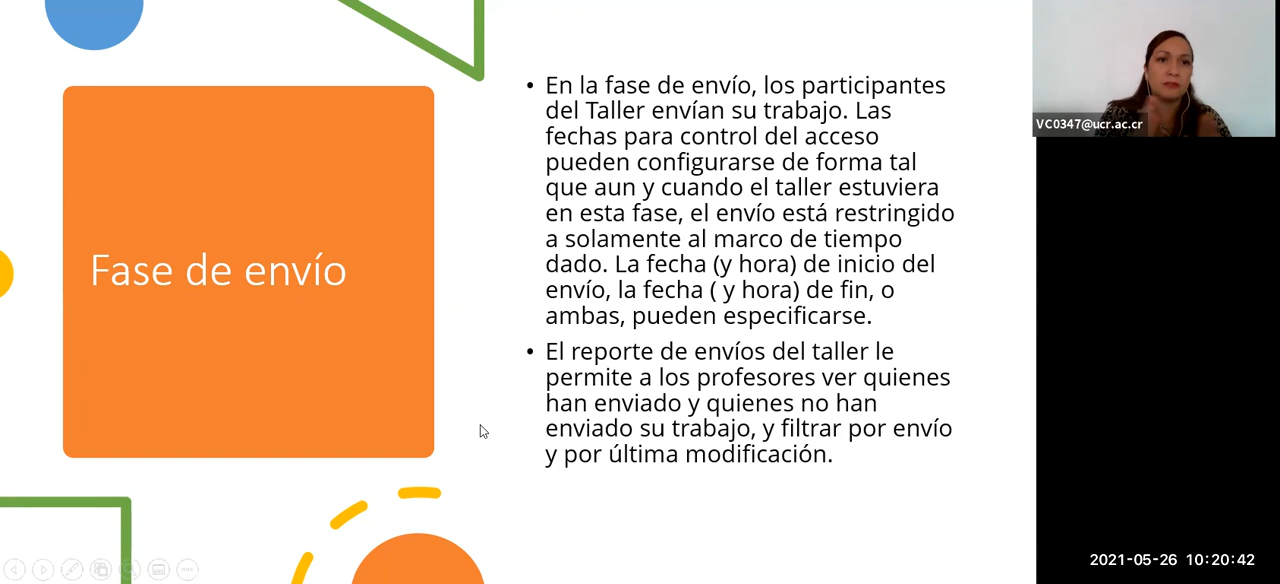 Fase de envío
• En la fase de envío, los participantes
del Taller envían su trabajo. Las
fechas para control del acceso
pueden configurarse de forma tal
que aun y cuando el taller estuviera
en esta fase, el envío está restringido
a solamente al marco de tiempo
dado. La fecha (y hora) de inicio del
envío, la fecha ( y hora) de fin, o
ambas, pueden especificarse.
• El reporte de envíos del taller le
permite a los profesores ver quienes
han enviado y quienes no han
enviado su trabajo, y filtrar por envío
y por última modificación.
VC0347@ucr.ac.cr
2021-05-26 10:20:42